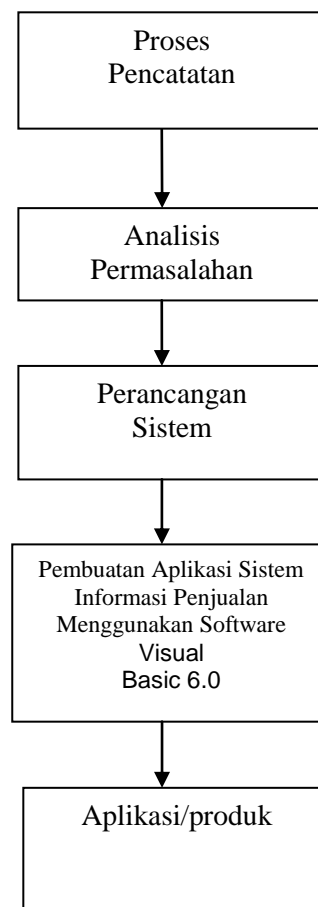 Proses
Pencatatan
Analisis
Permasalahan
Perancangan
Sistem
Pembuatan Aplikasi Sistem
Informasi Penjualan
Menggunakan Software
Visual
Basic 6.0
Aplikasi/produk